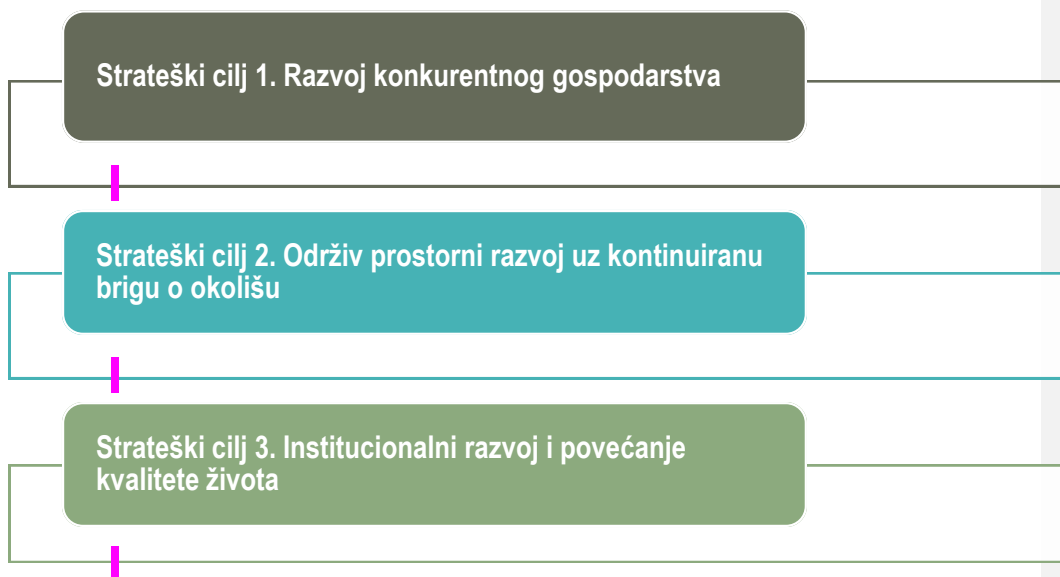 Strateški cilj 1. Razvoj konkurentnog gospodarstva
Strateški cilj 2. Održiv prostorni razvoj uz kontinuiranu
brigu o okolišu
Strateški cilj 3. Institucionalni razvoj i povećanje
kvalitete života